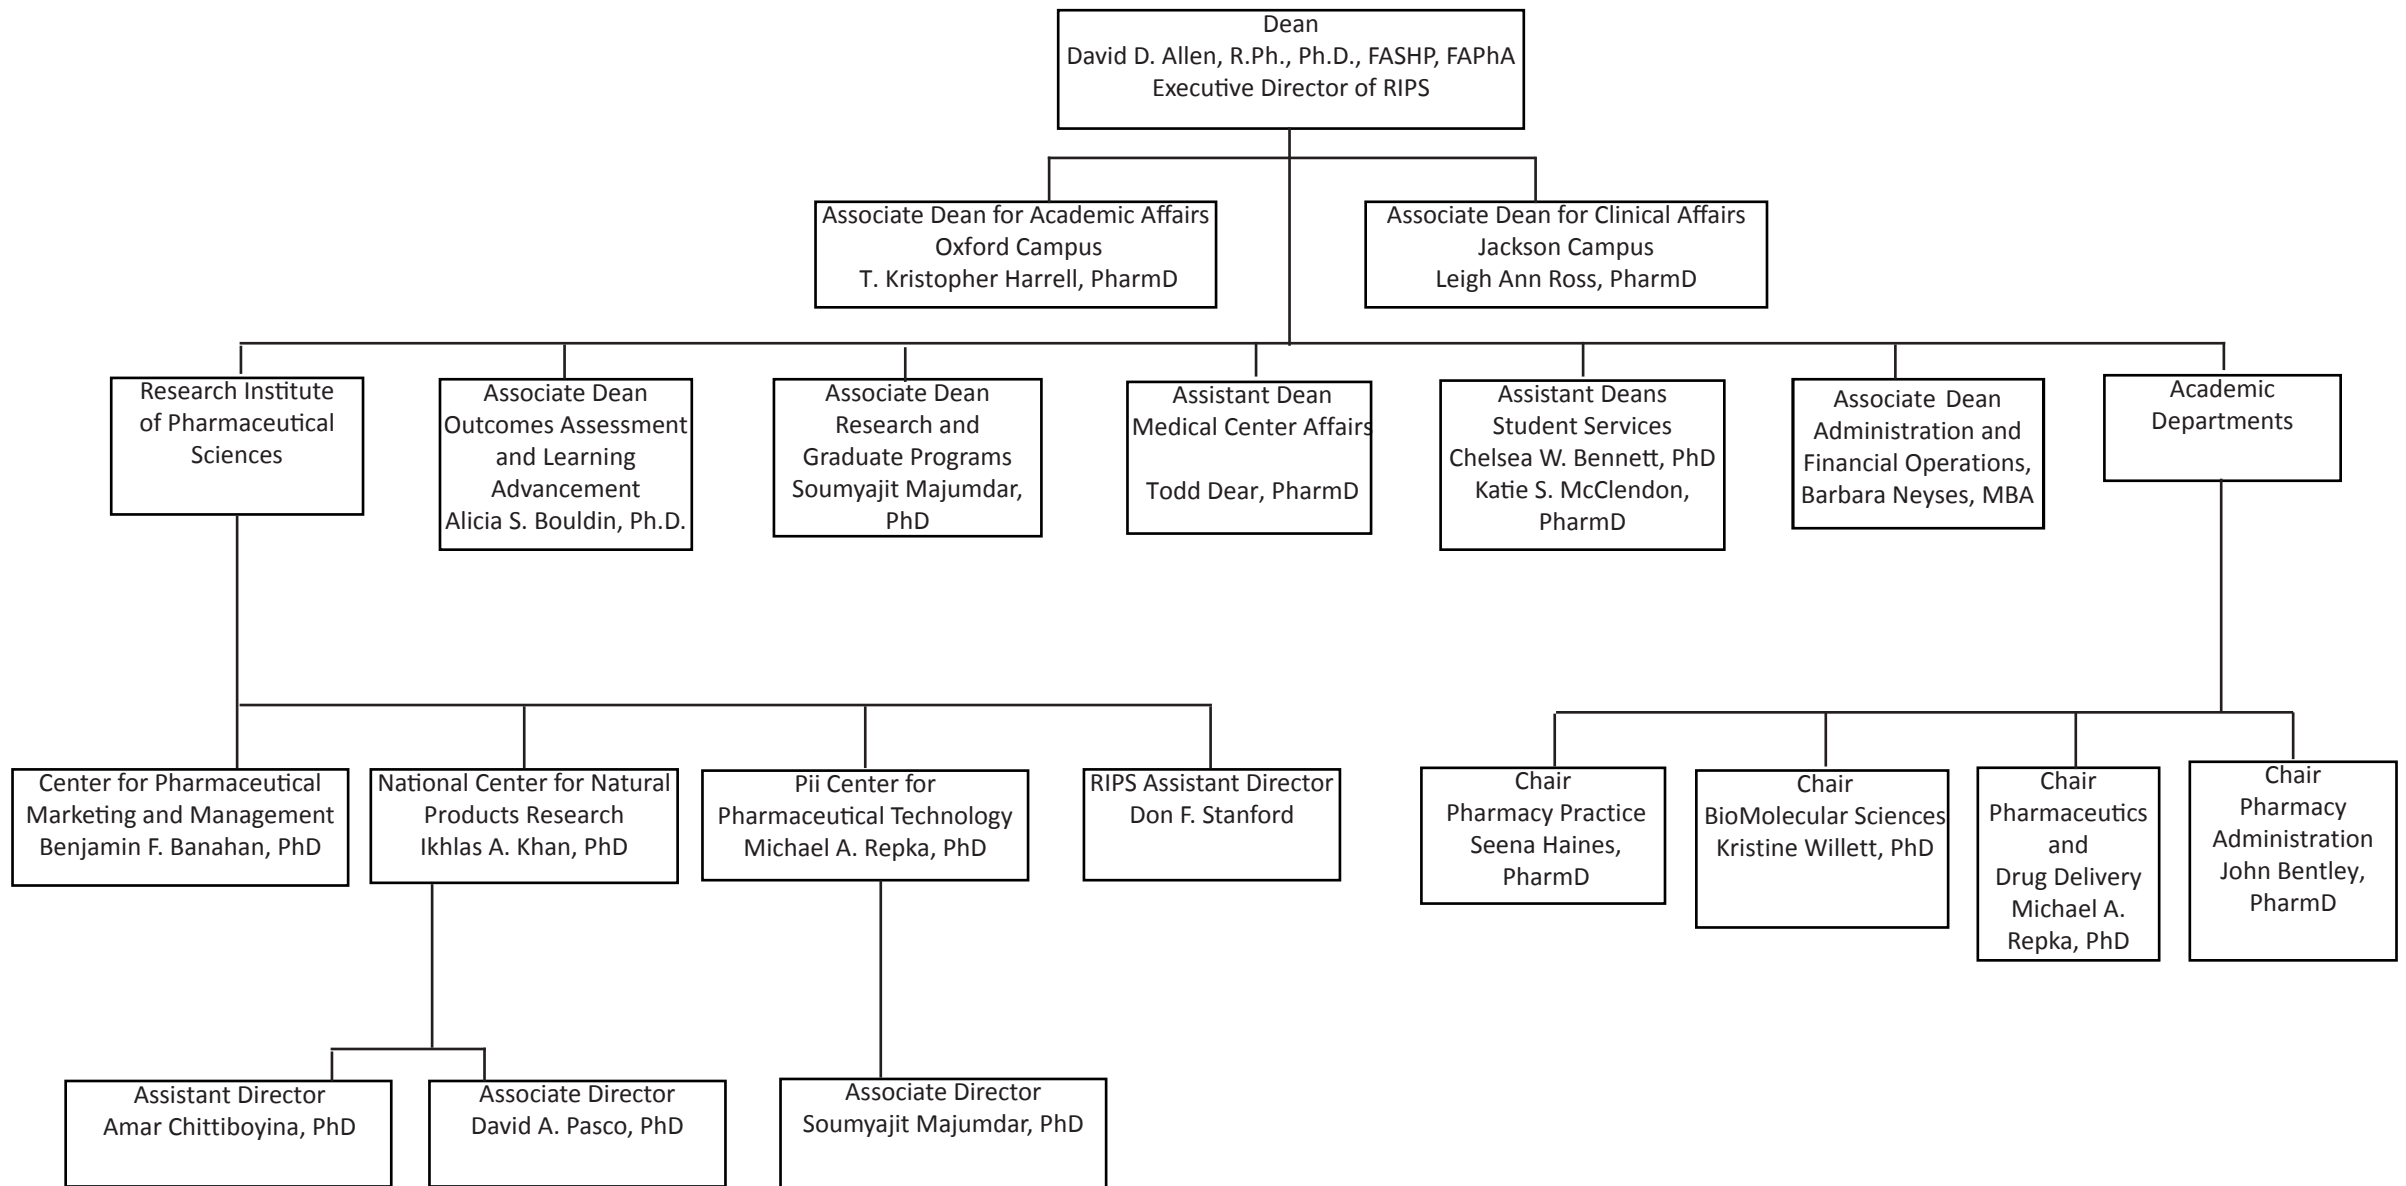 Dean
David D. Allen, R.Ph., Ph.D., FASHP, FAPhA
Executive Director of RIPS
Associate Dean for Academic Affairs
Oxford Campus
T. Kristopher Harrell, PharmD
Associate Dean for Clinical Affairs
Jackson Campus
Leigh Ann Ross, PharmD
Research Institute
of Pharmaceutical
Sciences
Associate Dean
Outcomes Assessment
and Learning
Advancement
Alicia S. Bouldin, Ph.D.
Associate Dean
Research and
Graduate Programs
Soumyajit Majumdar,
PhD
Assistant Dean
Medical Center Affairs
Todd Dear, PharmD
Assistant Deans
Student Services
Chelsea W. Bennett, PhD
Katie S. McClendon,
PharmD
Associate Dean
Administration and
Financial Operations,
Barbara Neyses, MBA
Academic
Departments
Center for Pharmaceutical
Marketing and Management
Benjamin F. Banahan, PhD
National Center for Natural
Products Research
Ikhlas A. Khan, PhD
Pii Center for
Pharmaceutical Technology
Michael A. Repka, PhD
RIPS Assistant Director
Don F. Stanford
Chair
Pharmacy Practice
Seena Haines,
PharmD
Chair
BioMolecular Sciences
Kristine Willett, PhD
Chair
Pharmaceutics
and
Drug Delivery
Michael A.
Repka, PhD
Chair
Pharmacy
Administration
John Bentley,
PharmD
Assistant Director
Amar Chittiboyina, PhD
Associate Director
David A. Pasco, PhD
Associate Director
Soumyajit Majumdar, PhD